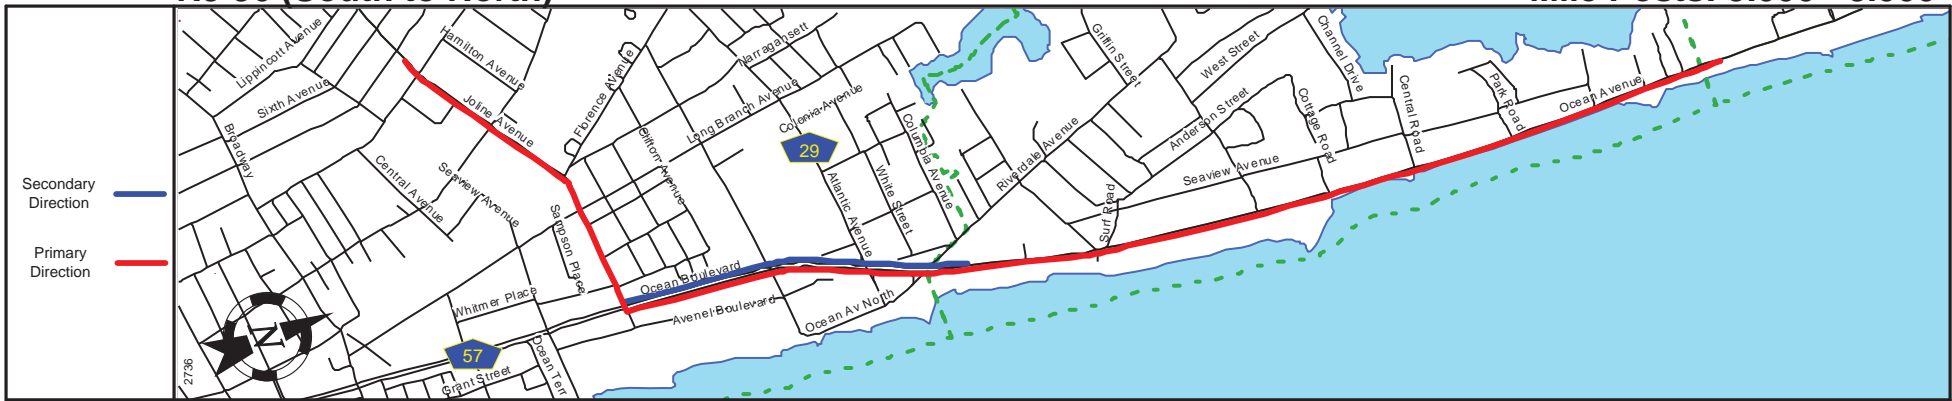 Secondary
Direction
Primary
Direction
2736
Lippincott Avenue
Sixth Avenue
Broadway
Hamilton Avenue
Joline Avenue
Central Avenue
Seaview Avenue
Florence Avenue
Sampson Place
Whitmer Place
57
Grant Street
Ocean Terr
Clifton Avenue
Narragansett
Long Branch Avenue
Colonia Avenue
29
Atlantic Avenue
White Street
Columbia Avenue
Ocean Boulevard
Avenel Boulevard
Ocean Av North
Riverdale Avenue
Griffin Street
West Street
Anderson Street
Surf Road
Seaview Avenue
Channel Drive
Cottage Road
Central Road
Park Road
Ocean Avenue
N